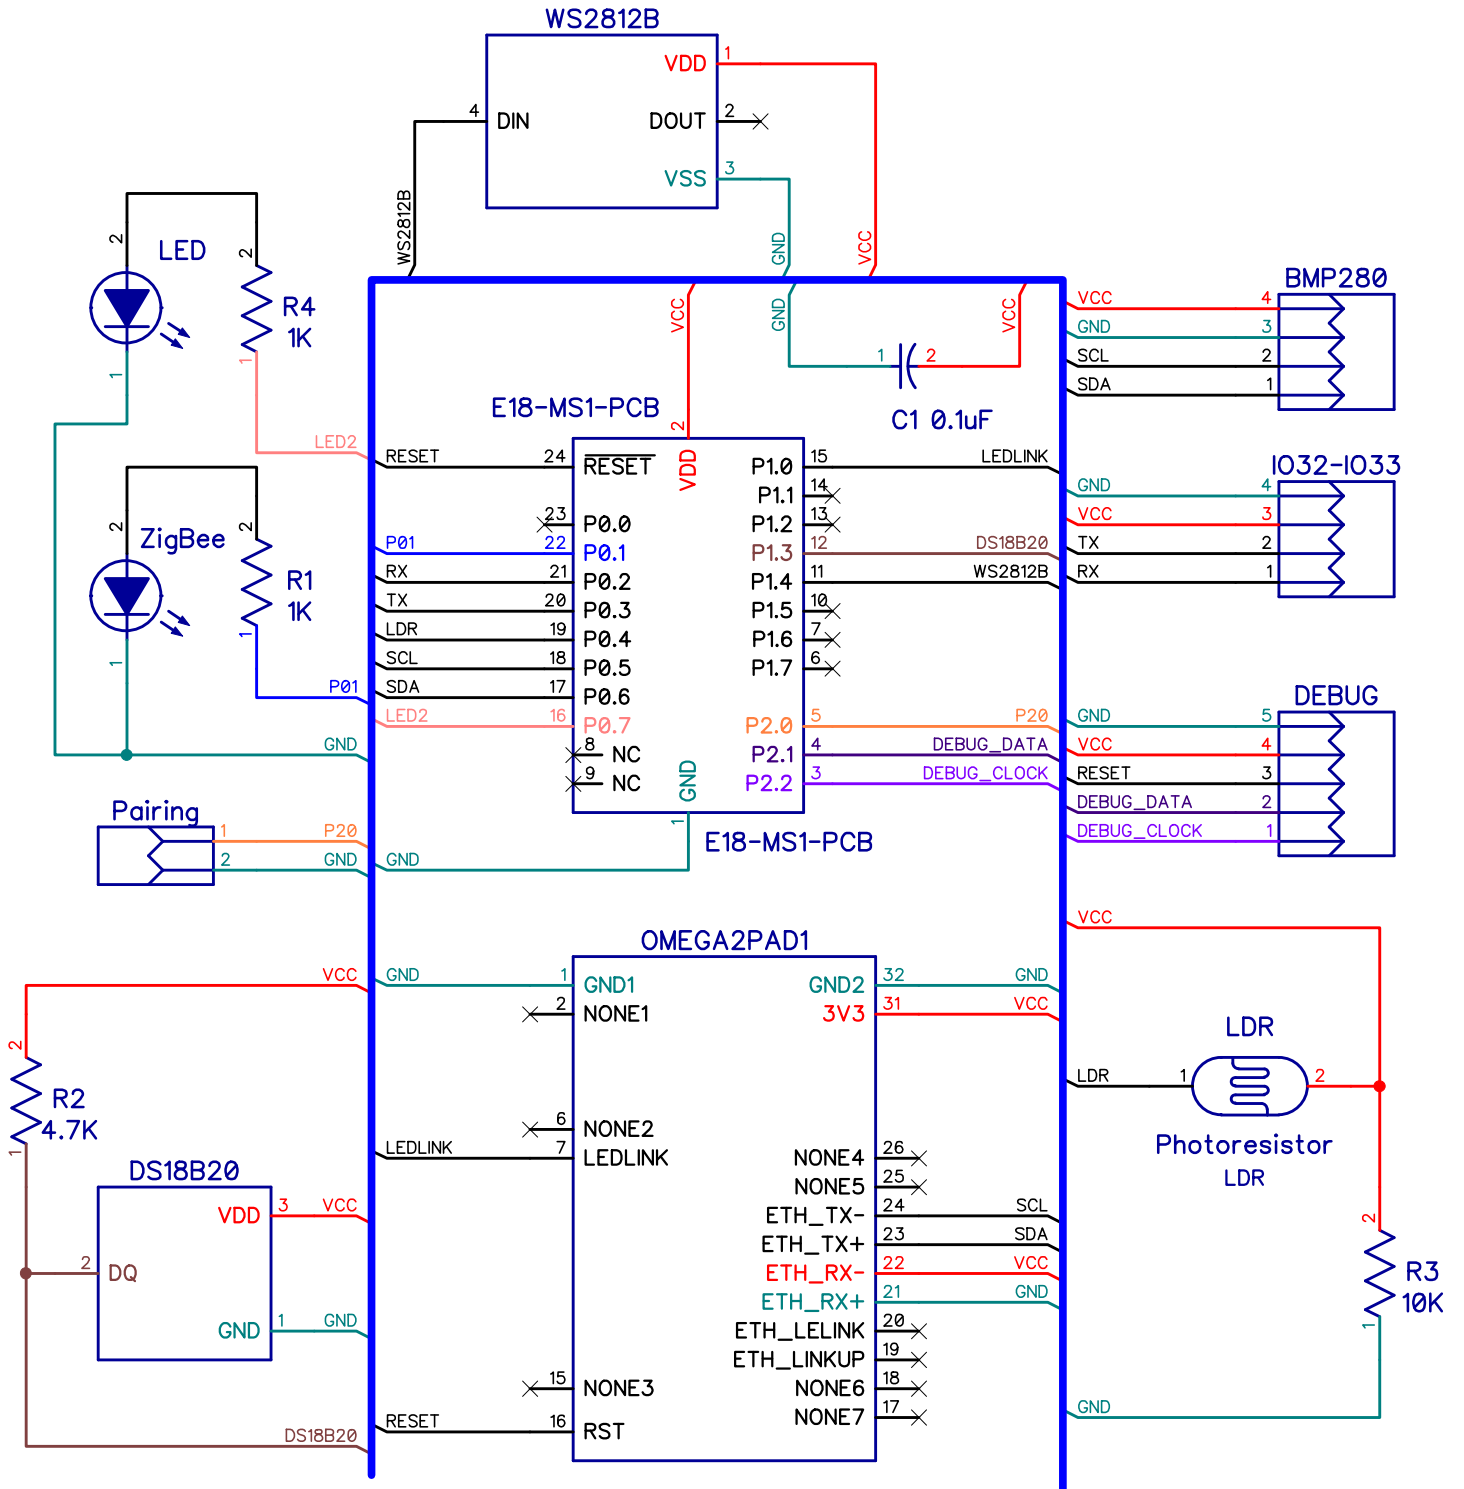 WS2812B
VDD 1
4 DIN
DOUT 2
VSS 3
WS2812B
GND
VCC
2
LED
2
R4
1K
1
1
LED2
VCC
GND
VCC
1 2
C1 0.1uF
BMP280
VCC 4
GND 3
SCL 2
SDA 1
E18-MS1-PCB
2
VDD
RESET 24 RESET
23 P0.0
P01 22 P0.1
RX 21 P0.2
TX 20 P0.3
LDR 19 P0.4
SCL 18 P0.5
SDA 17 P0.6
LED2 16 P0.7
8 NC
9 NC
GND
1
P1.0 15 LEDLINK
P1.1 14
P1.2 13
P1.3 12 DS18B20
P1.4 11 WS2812B
P1.5 10
P1.6 7
P1.7 6
P2.0 5 P20
P2.1 4 DEBUG_DATA
P2.2 3 DEBUG_CLOCK
E18-MS1-PCB
GND
IO32-IO33
GND 4
VCC 3
TX 2
RX 1
2
ZigBee
2
R1
1K
1
1
P01
GND
DEBUG
GND 5
VCC 4
RESET 3
DEBUG_DATA 2
DEBUG_CLOCK 1
Pairing
1 P20
2 GND
OMEGA2PAD1
GND 1 GND1
2 NONE1
6 NONE2
LEDLINK 7 LEDLINK
15 NONE3
RESET 16 RST
GND2 32 GND
3V3 31 VCC
NONE4 26
NONE5 25
ETH_TX- 24 SCL
ETH_TX+ 23 SDA
ETH_RX- 22 VCC
ETH_RX+ 21 GND
ETH_LELINK 20
ETH_LINKUP 19
NONE6 18
NONE7 17
VCC
2
R2
4.7K
1
DS18B20
VDD 3 VCC
2 DQ
GND 1 GND
DS18B20
VCC
LDR
LDR 1 2
Photoresistor
LDR
2
R3
10K
1
GND